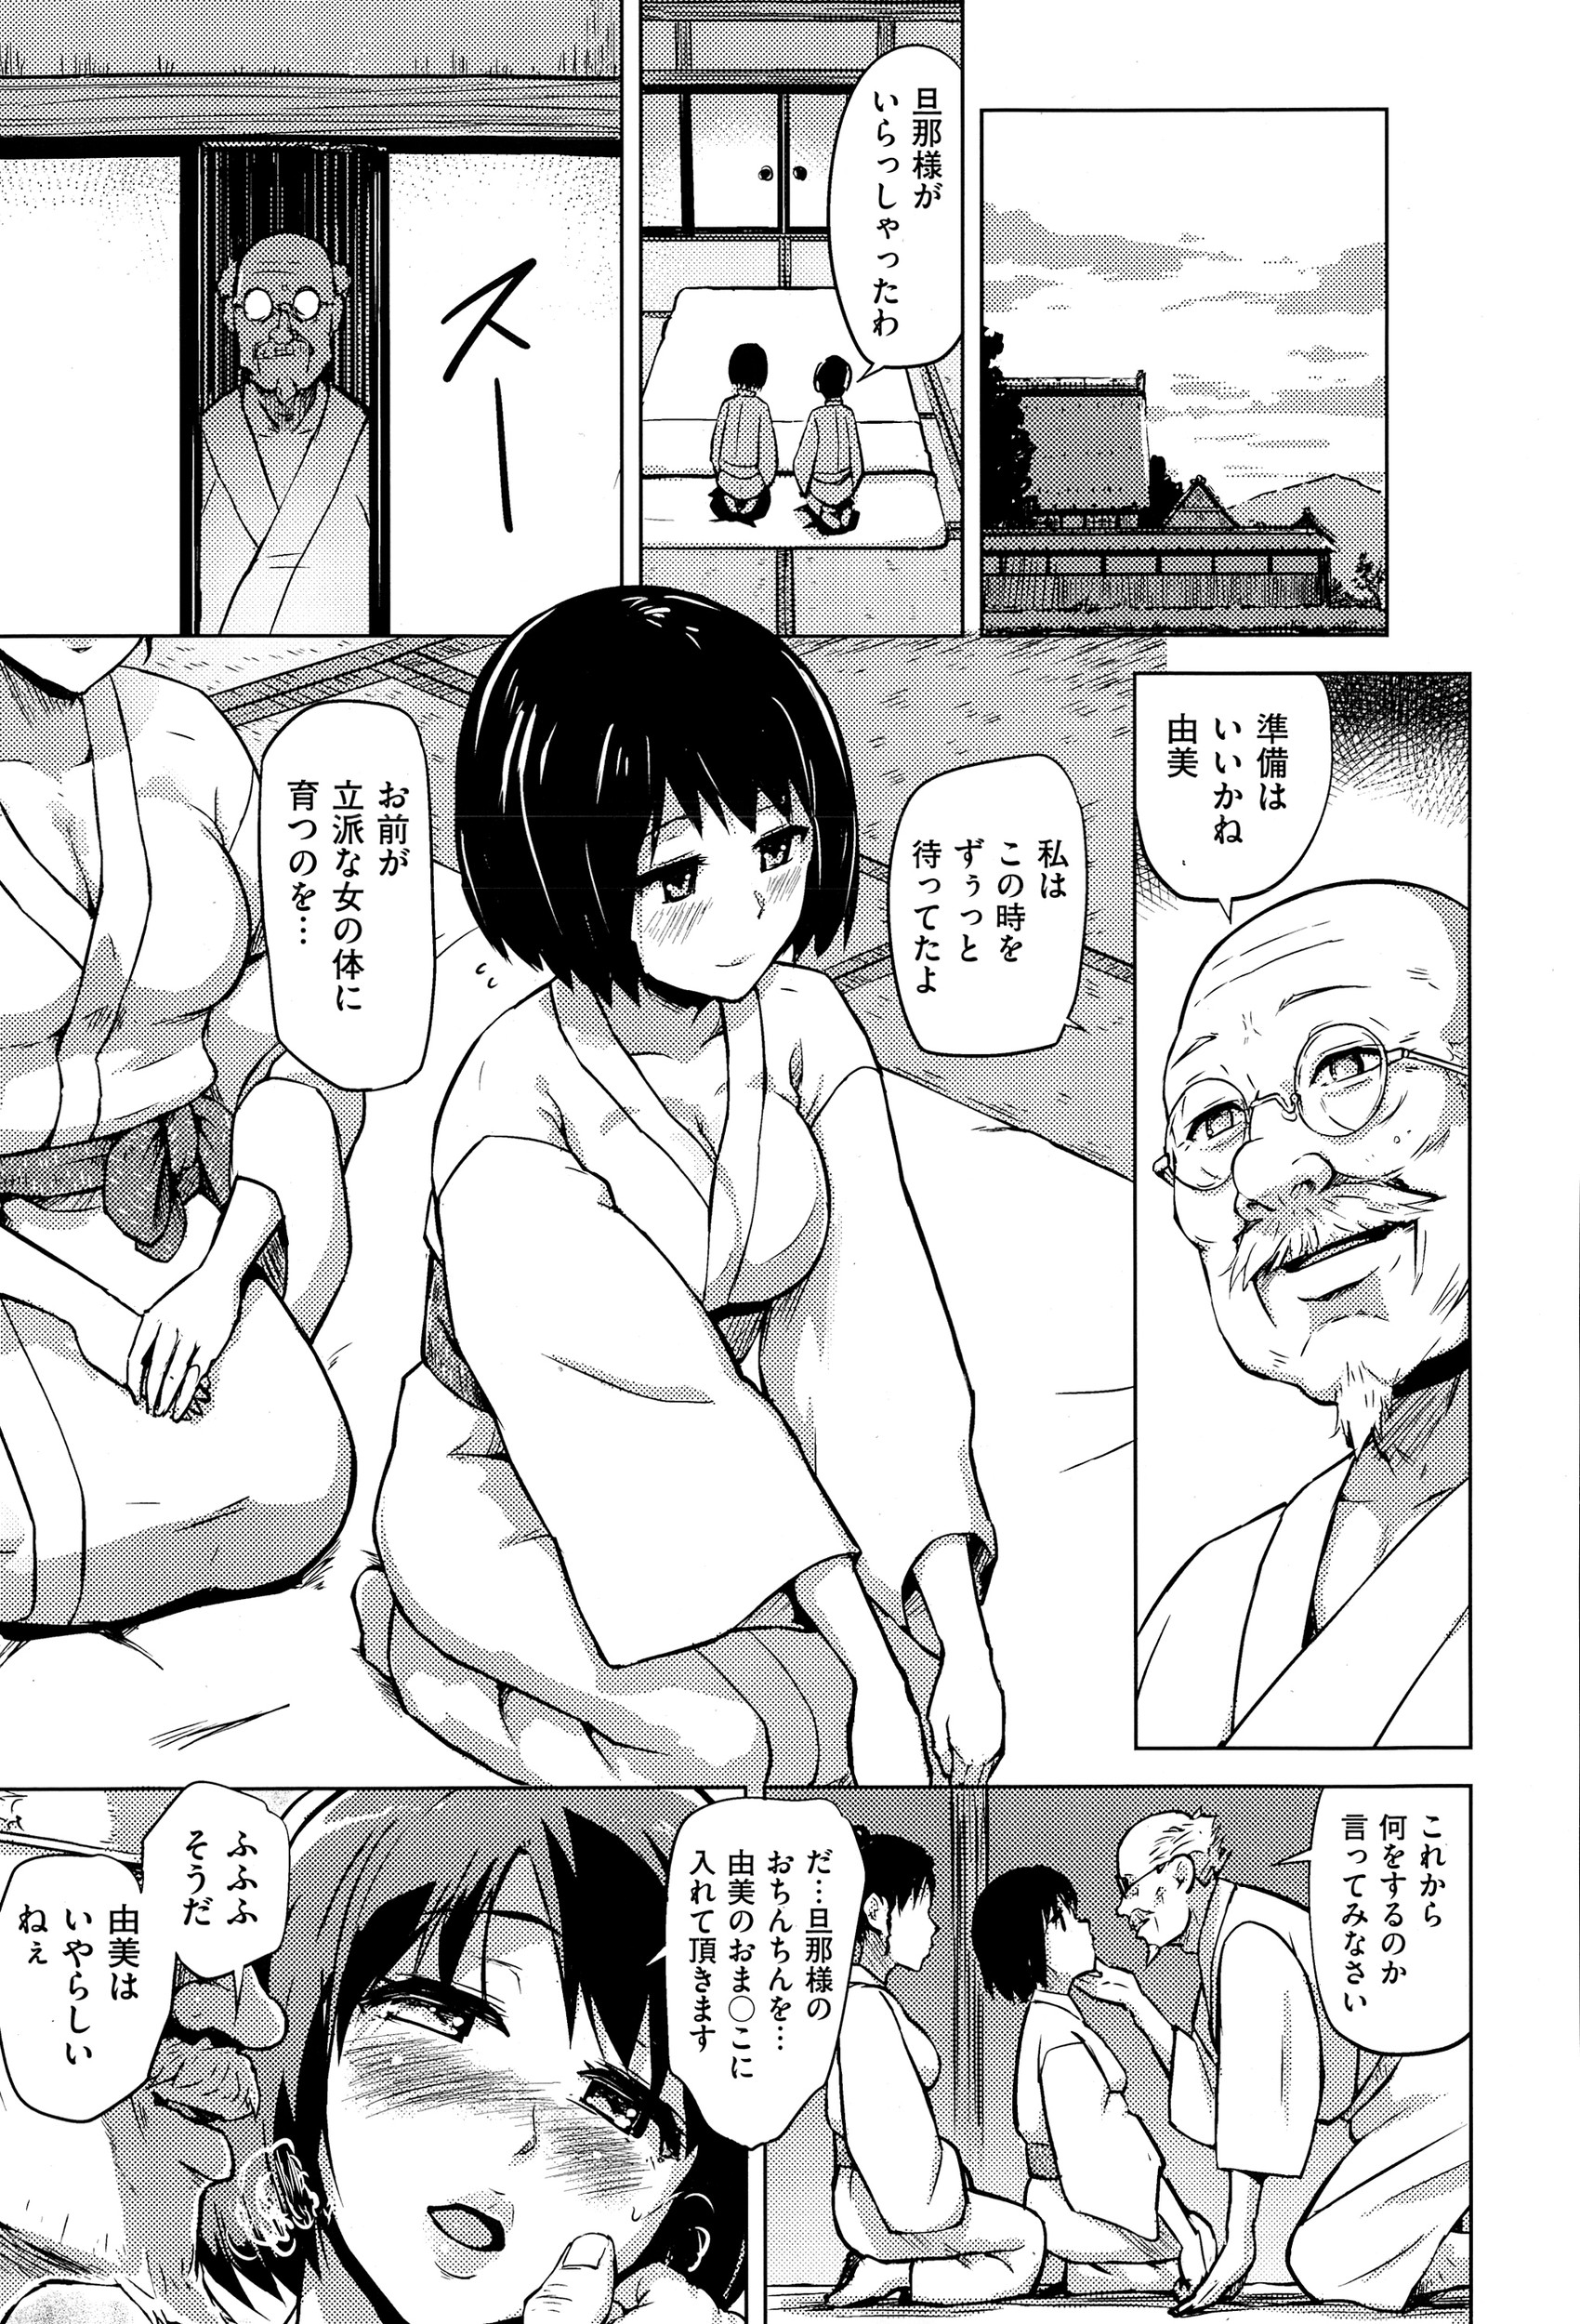 旦那様が
いらっしゃったわ
スー
準備は
いいかね
由美
私は
この時を
ずぅっと
待ってたよ
お前が
立派な女の体に
育つのを…
これから
何をするのか
言ってみなさい
だ…旦那様の
おちんちんを…
由美のおま〇こに
入れて頂きます
ふふふ
そうだ
由美は
いやらしい
ねぇ